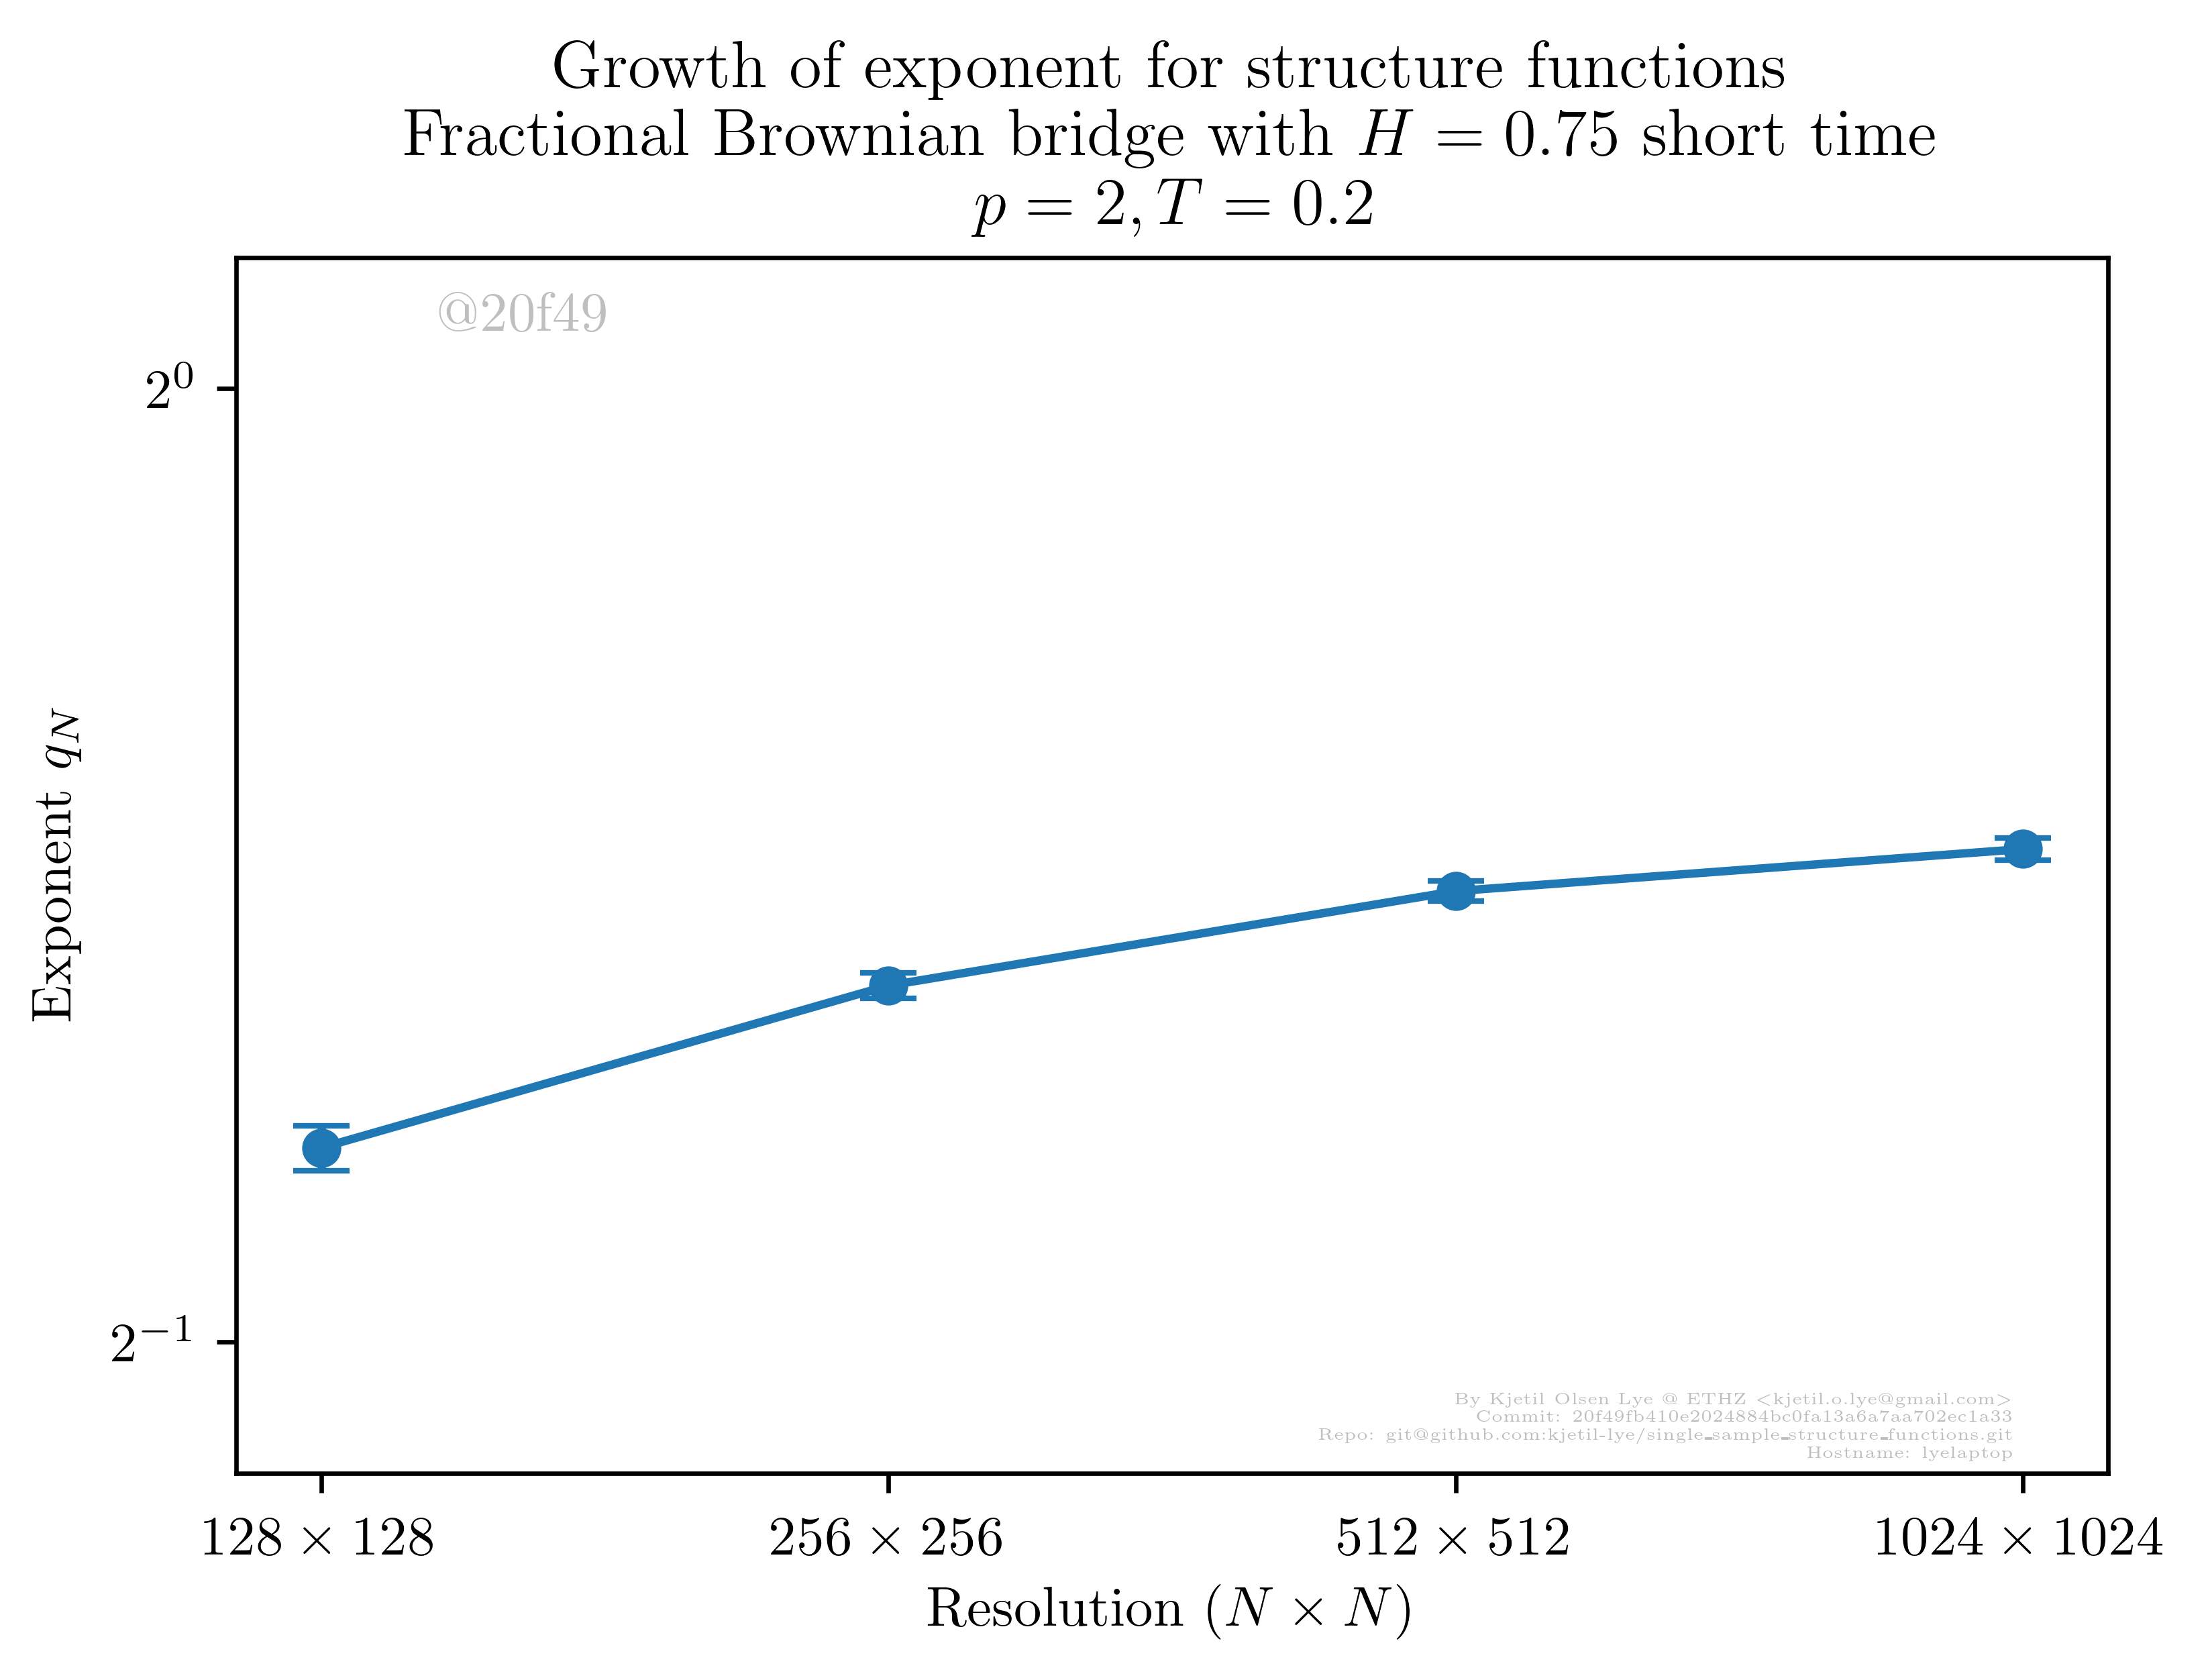 Growth of exponent for structure functions
Fractional Brownian bridge with H = 0.75 short time
p = 2, T = 0.2
@20f49
2⁰
Exponent q_N
2⁻¹
By Kjetil Olsen Lye @ ETHZ <kjetil.o.lye@gmail.com>
Commit: 20f49fb410e2024884bc0fa13a6a7aa702ec1a33
Repo: git@github.com:kjetil-lye/single_sample_structure_functions.git
Hostname: lyelaptop
128 × 128 256 × 256 512 × 512 1024 × 1024
Resolution (N × N)